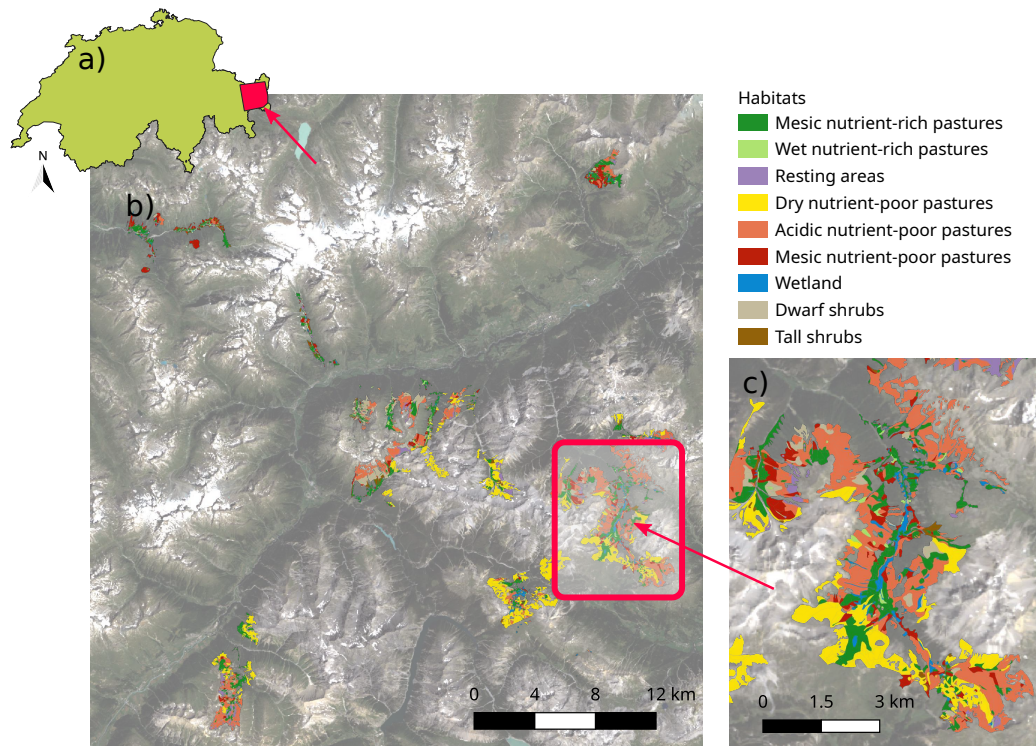 a)
N
b)
Habitats
Mesic nutrient-rich pastures
Wet nutrient-rich pastures
Resting areas
Dry nutrient-poor pastures
Acidic nutrient-poor pastures
Mesic nutrient-poor pastures
Wetland
Dwarf shrubs
Tall shrubs
c)
0 4 8 12 km
0 1.5 3 km